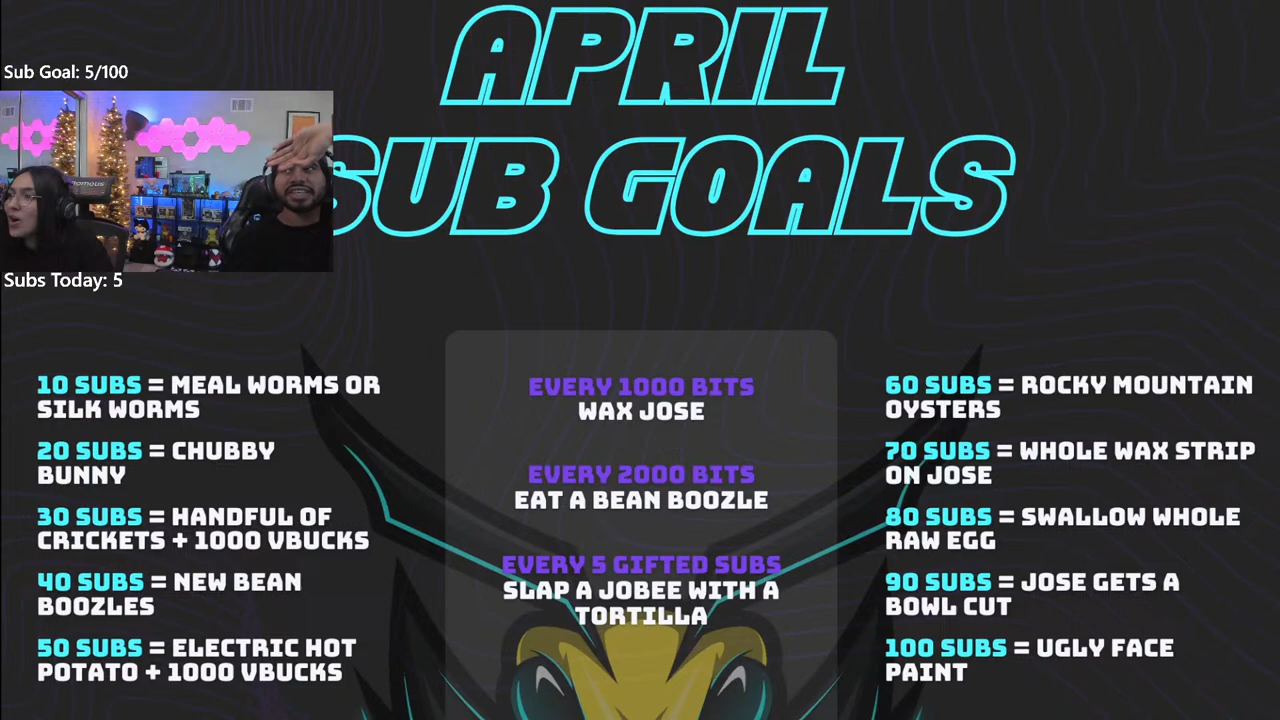 APRIL
SUB GOALS
Sub Goal: 5/100
Subs Today: 5
10 SUBS = MEAL WORMS OR
SILK WORMS
20 SUBS = CHUBBY
BUNNY
30 SUBS = HANDFUL OF
CRICKETS + 1000 VBUCKS
40 SUBS = NEW BEAN
BOOZLES
50 SUBS = ELECTRIC HOT
POTATO + 1000 VBUCKS
EVERY 1000 BITS
WAX JOSE
EVERY 2000 BITS
EAT A BEAN BOOZLE
EVERY 5 GIFTED SUBS
SLAP A JOBEE WITH A
TORTILLA
60 SUBS = ROCKY MOUNTAIN
OYSTERS
70 SUBS = WHOLE WAX STRIP
ON JOSE
80 SUBS = SWALLOW WHOLE
RAW EGG
90 SUBS = JOSE GETS A
BOWL CUT
100 SUBS = UGLY FACE
PAINT